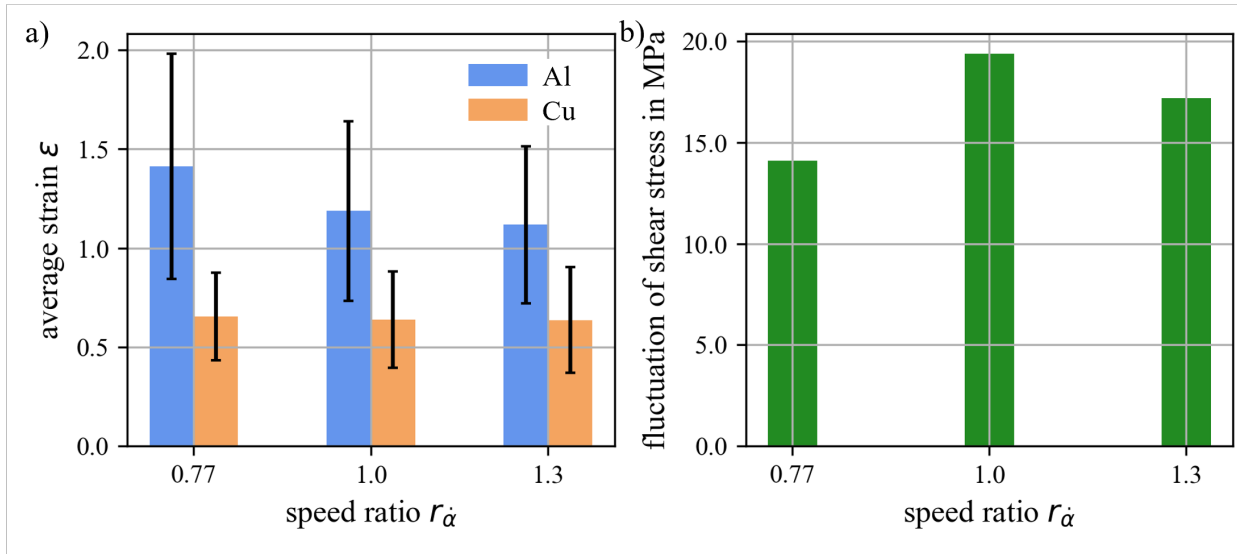 a)
average strain ε
2.0
1.5
1.0
0.5
0.0
Al
Cu
0.77
1.0
1.3
speed ratio r_α̇
b)
fluctuation of shear stress in MPa
20.0
15.0
10.0
5.0
0.0
0.77
1.0
1.3
speed ratio r_α̇